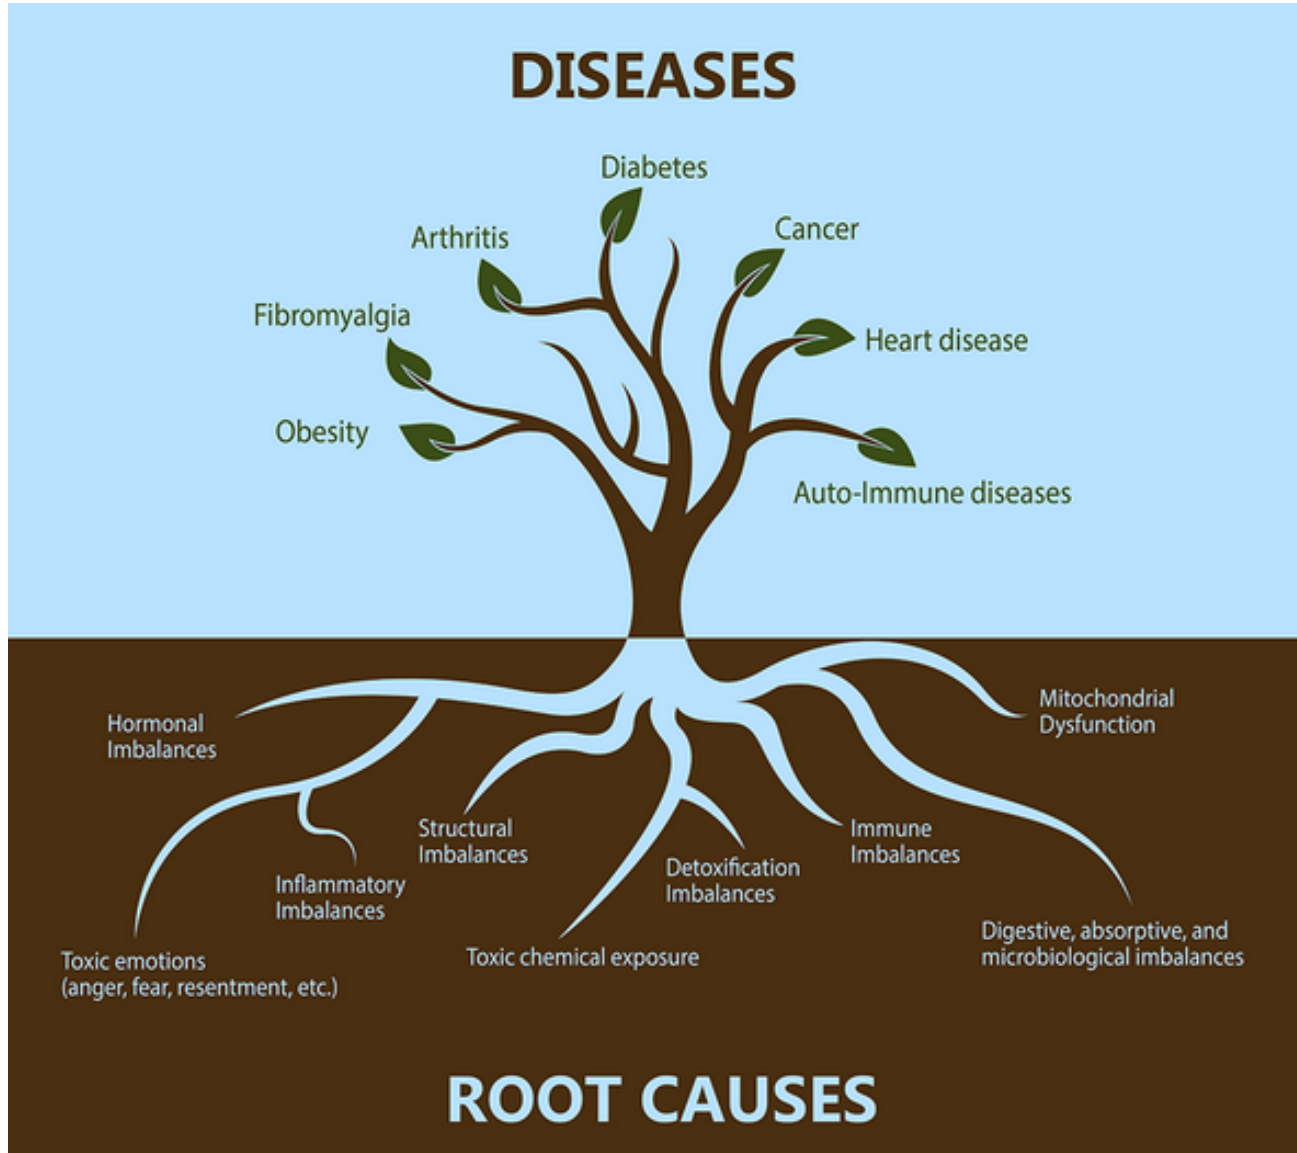 DISEASES
Diabetes
Cancer
Arthritis
Fibromyalgia
Heart disease
Obesity
Auto-Immune diseases
Hormonal
Imbalances
Mitochondrial
Dysfunction
Structural
Imbalances
Immune
Imbalances
Detoxification
Imbalances
Inflammatory
Imbalances
Toxic emotions
(anger, fear, resentment, etc.)
Toxic chemical exposure
Digestive, absorptive, and
microbiological imbalances
ROOT CAUSES